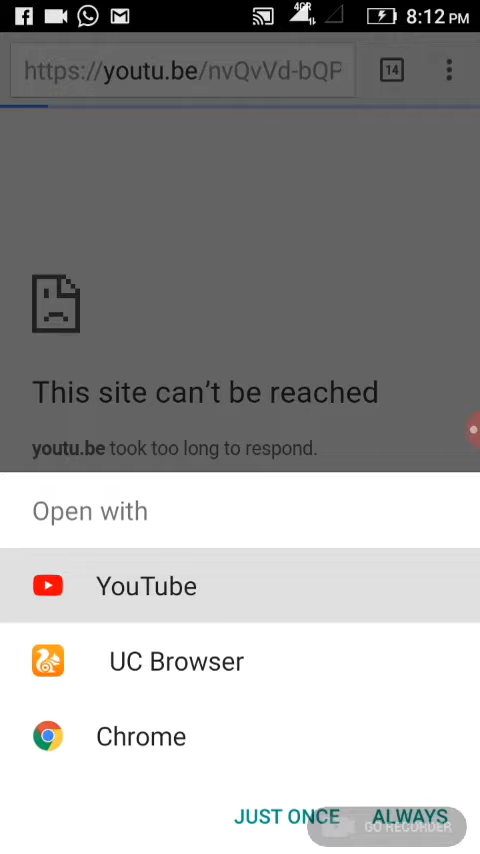 8:12 PM
https://youtu.be/nvQvVd-bQP
14
This site can't be reached
youtu.be took too long to respond.
Open with
YouTube
UC Browser
Chrome
JUST ONCE
ALWAYS
GO RECORDER